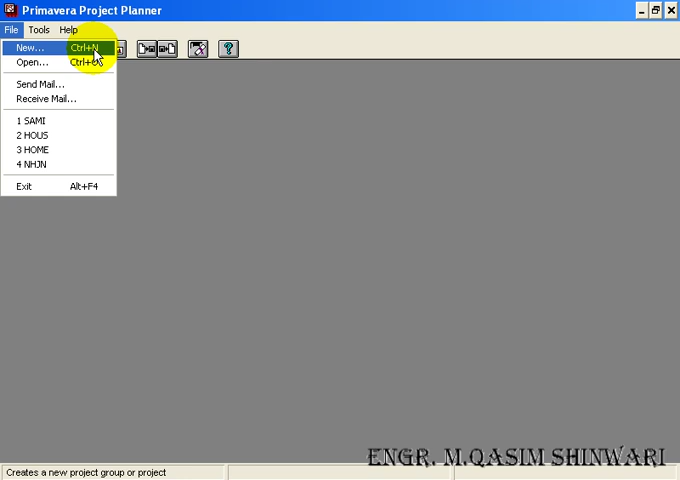 Primavera Project Planner
File Tools Help
New... Ctrl+N
Open... Ctrl+O
Send Mail...
Receive Mail...
1 SAMI
2 HOUS
3 HOME
4 NHJN
Exit Alt+F4
ENGR. M.QASIM SHINWARI
Creates a new project group or project